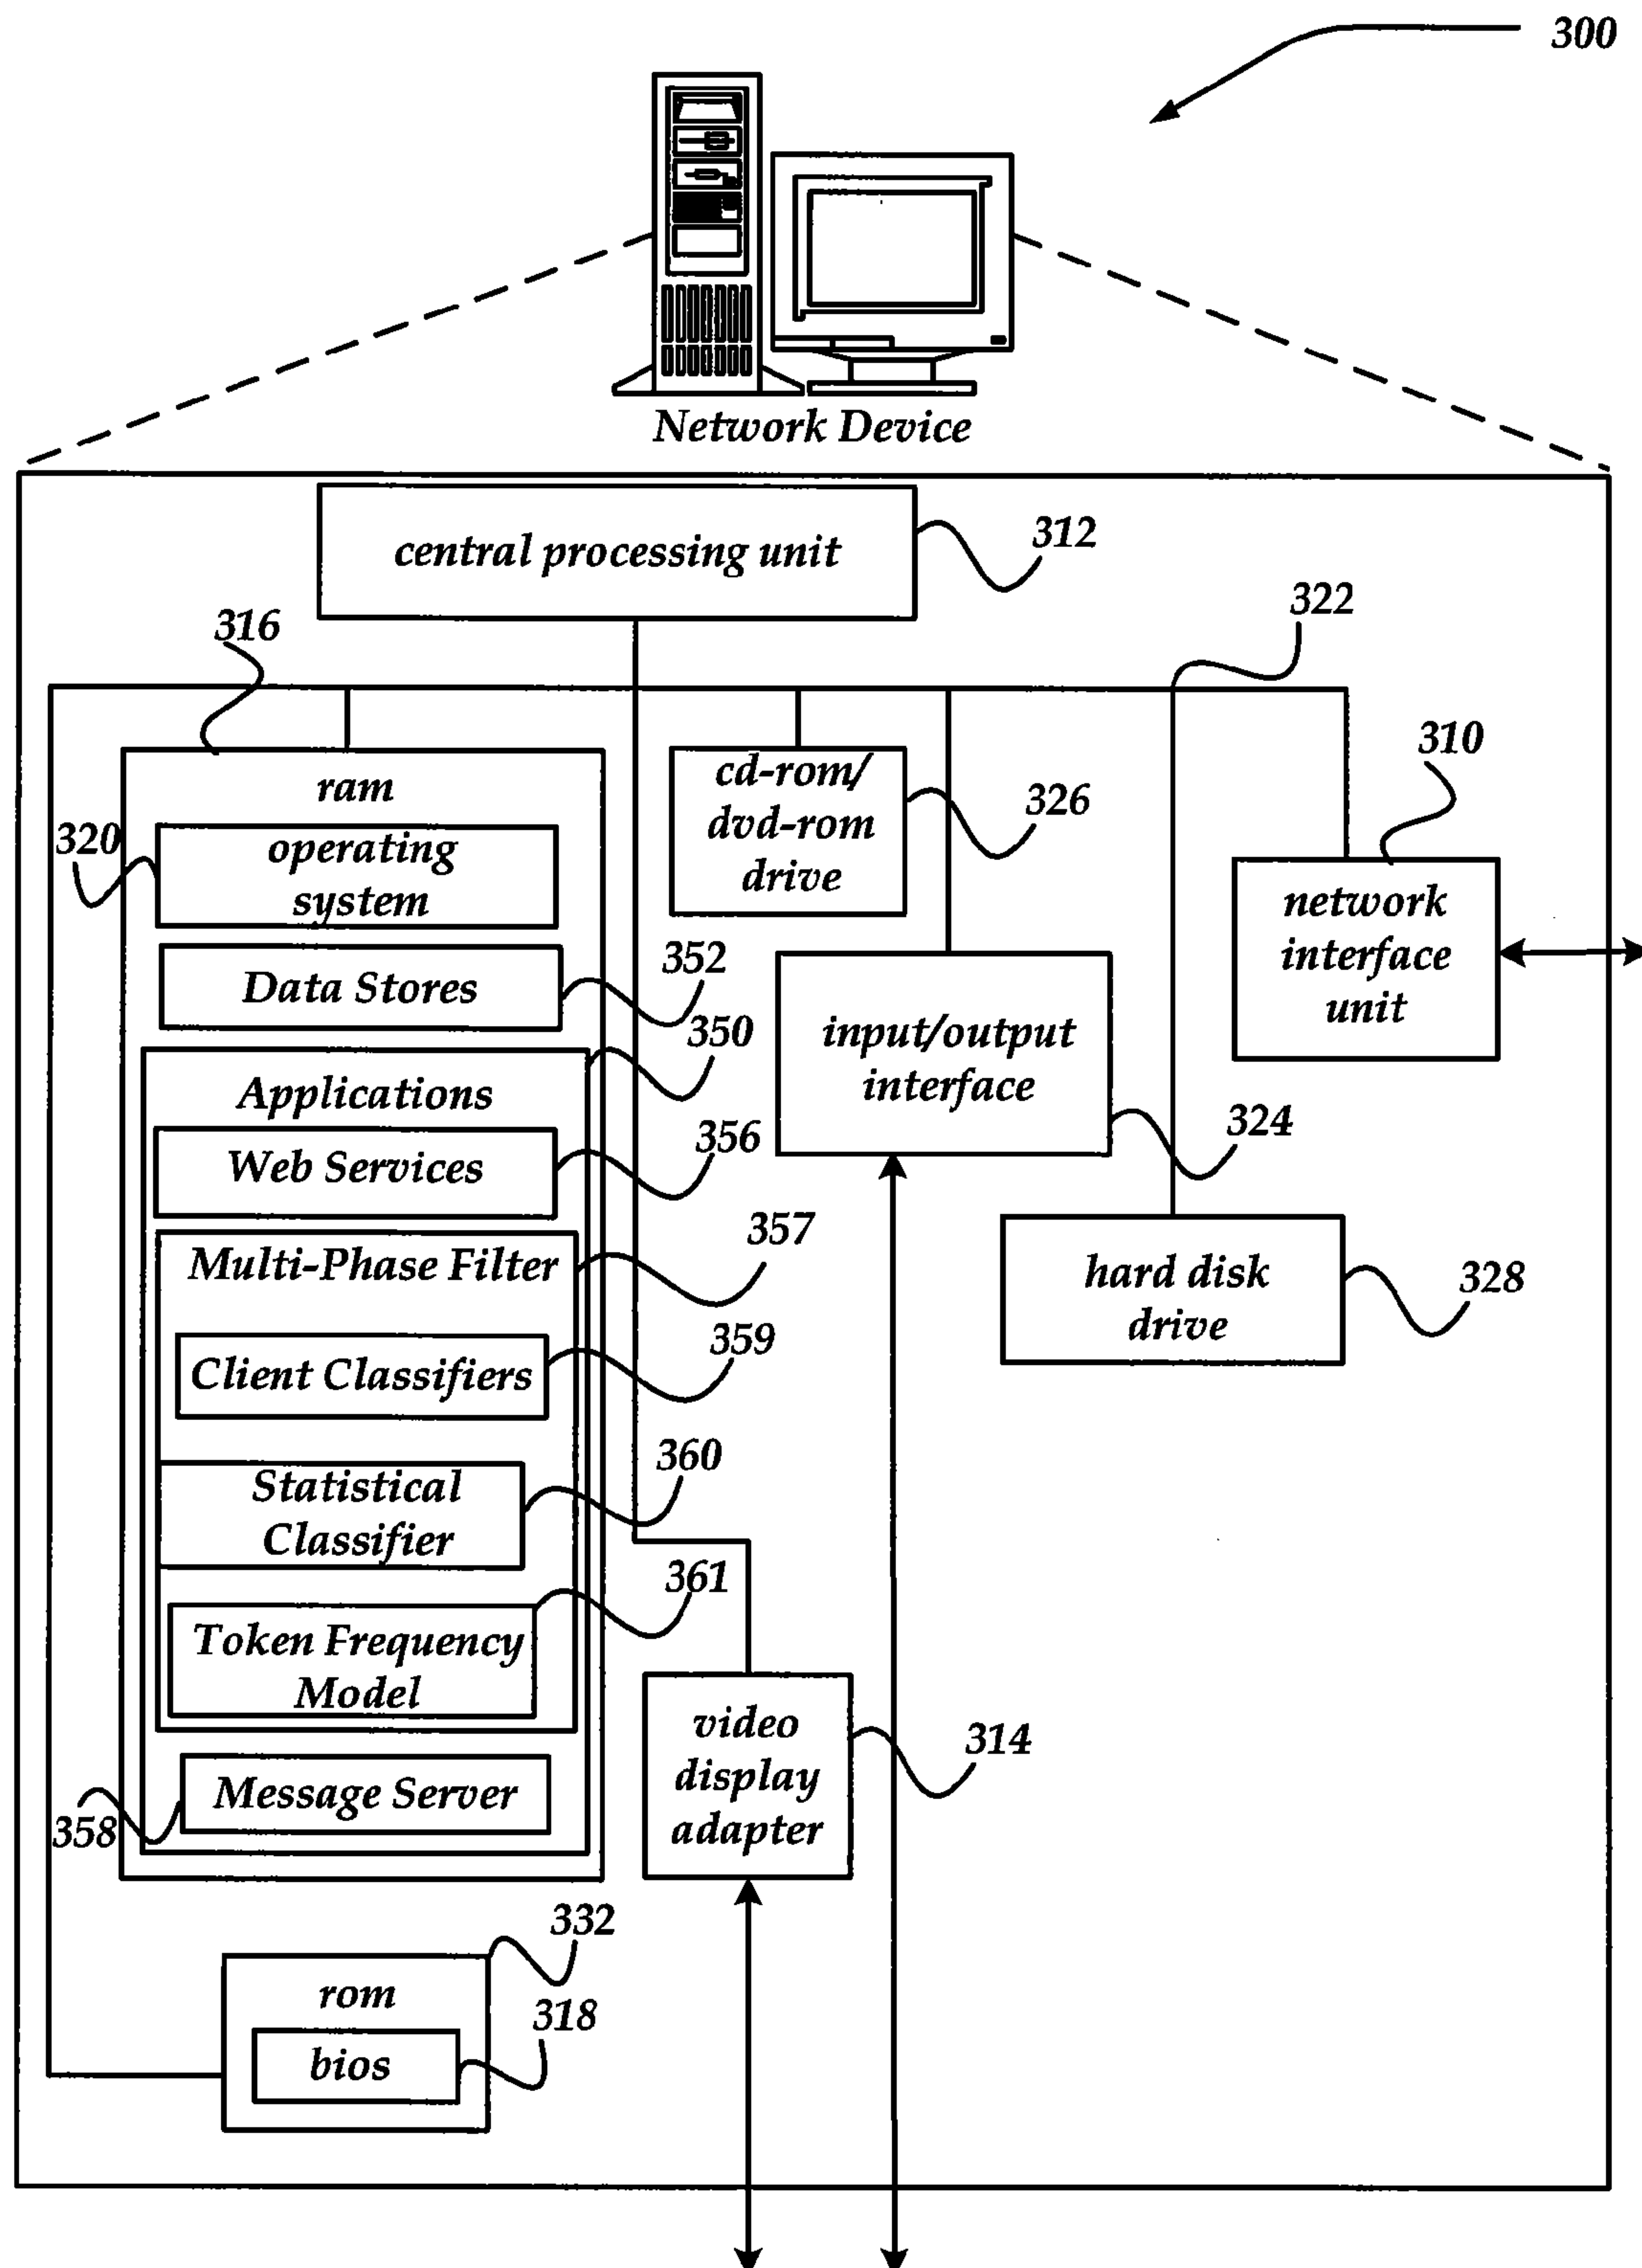 300
Network Device
central processing unit
312
322
316
310
ram
cd-rom/
dvd-rom
drive
326
320
operating
system
network
interface
unit
352
Data Stores
350
input/output
interface
Applications
324
356
Web Services
357
Multi-Phase Filter
hard disk
drive
328
359
Client Classifiers
360
Statistical
Classifier
361
Token Frequency
Model
video
display
adapter
314
Message Server
358
332
rom
318
bios